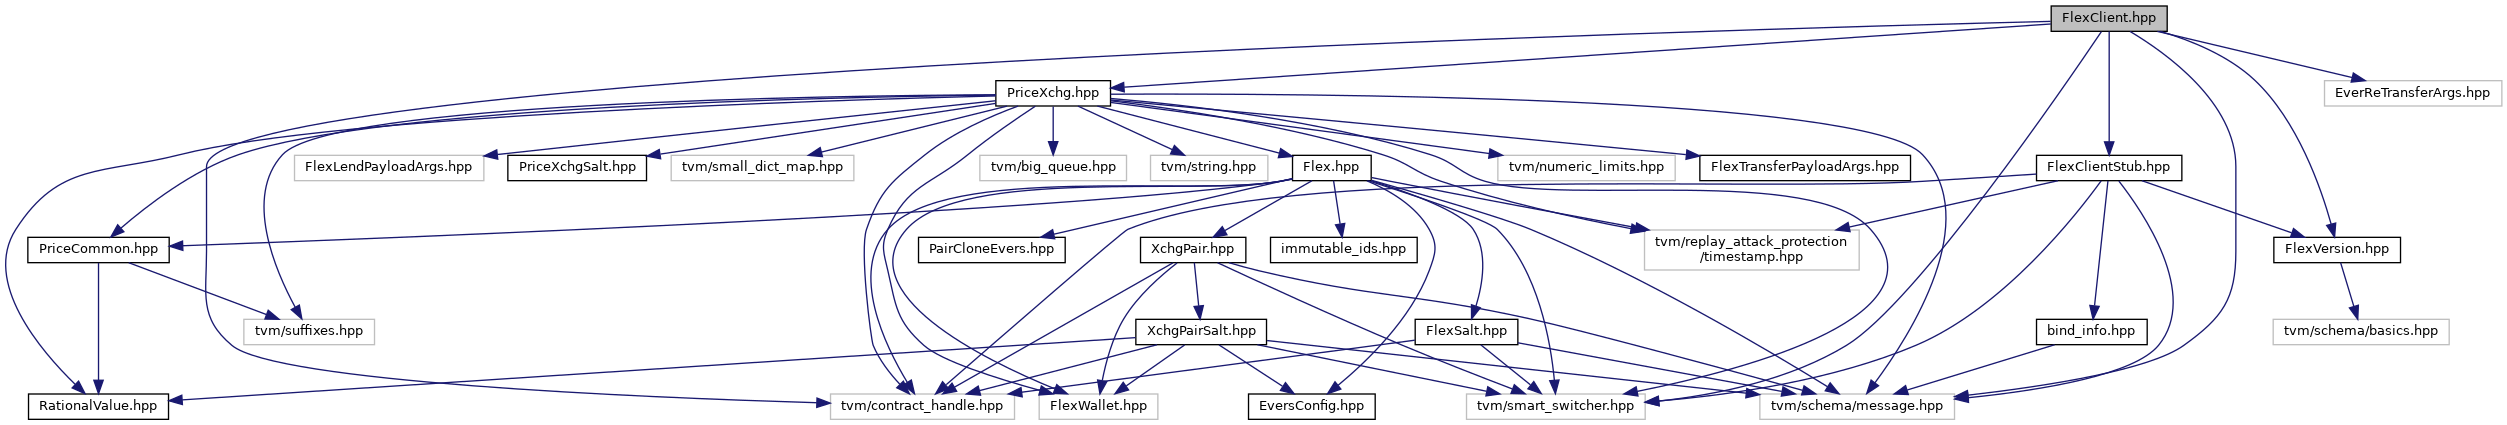 FlexClient.hpp
PriceXchg.hpp
EverReTransferArgs.hpp
FlexLendPayloadArgs.hpp
PriceXchgSalt.hpp
tvm/small_dict_map.hpp
tvm/big_queue.hpp
tvm/string.hpp
Flex.hpp
tvm/numeric_limits.hpp
FlexTransferPayloadArgs.hpp
FlexClientStub.hpp
PriceCommon.hpp
PairCloneEvers.hpp
XchgPair.hpp
immutable_ids.hpp
tvm/replay_attack_protection
/timestamp.hpp
FlexVersion.hpp
tvm/suffixes.hpp
XchgPairSalt.hpp
FlexSalt.hpp
bind_info.hpp
tvm/schema/basics.hpp
RationalValue.hpp
tvm/contract_handle.hpp
FlexWallet.hpp
EversConfig.hpp
tvm/smart_switcher.hpp
tvm/schema/message.hpp